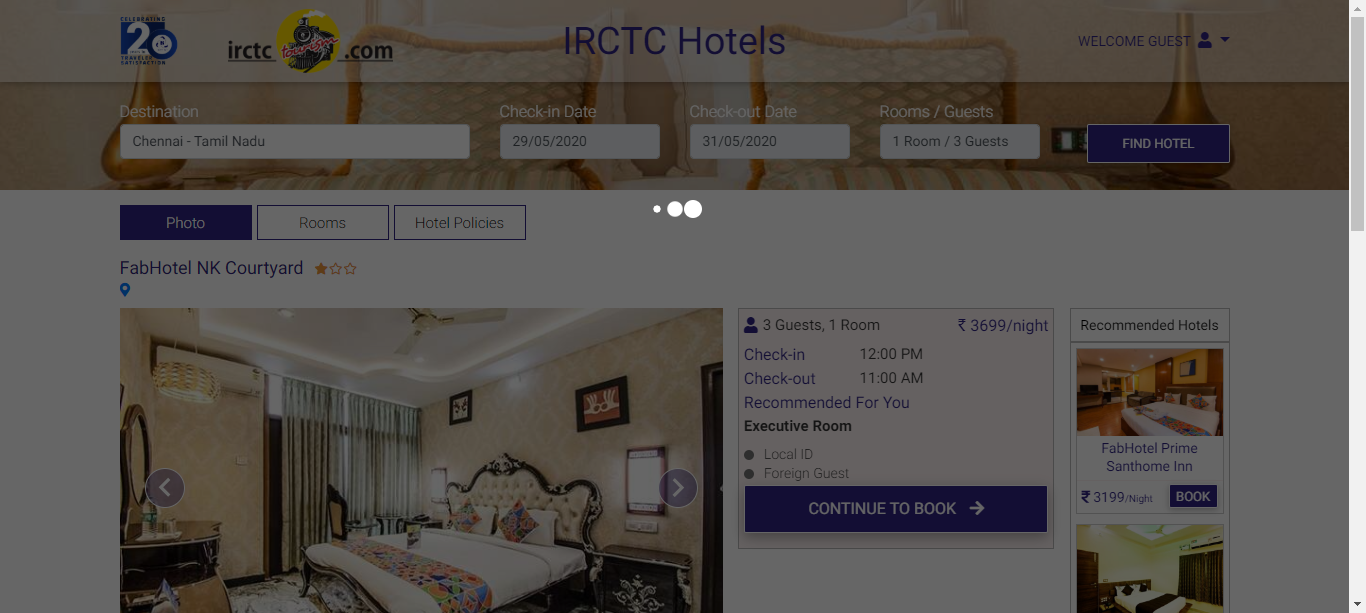 CELEBRATING
20
TRAVELER
SATISFACTION
irctc tourism .com
IRCTC Hotels
WELCOME GUEST
Destination
Check-in Date
Check-out Date
Rooms / Guests
Chennai - Tamil Nadu
29/05/2020
31/05/2020
1 Room / 3 Guests
FIND HOTEL
Photo
Rooms
Hotel Policies
FabHotel NK Courtyard
3 Guests, 1 Room
₹ 3699/night
Check-in
12:00 PM
Check-out
11:00 AM
Recommended For You
Executive Room
Local ID
Foreign Guest
CONTINUE TO BOOK
Recommended Hotels
FabHotel Prime
Santhome Inn
₹ 3199/Night
BOOK